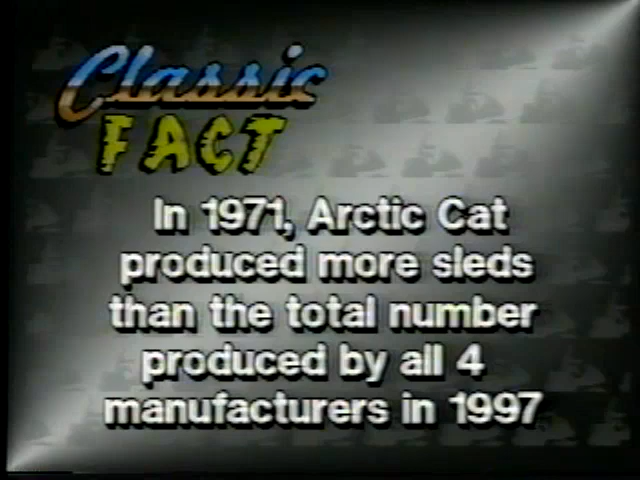 Classic
FACT
In 1971, Arctic Cat
produced more sleds
than the total number
produced by all 4
manufacturers in 1997